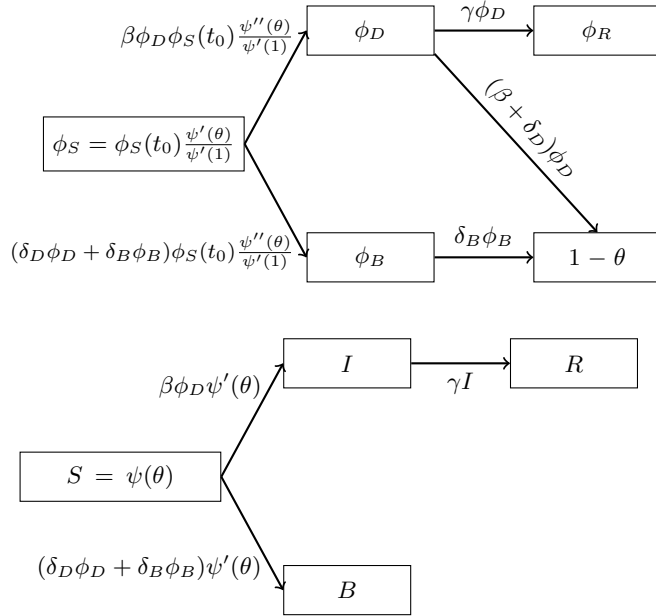 βϕ_Dϕ_S(t_0) ψ''(θ)/ψ'(1)
ϕ_D
γϕ_D
ϕ_R
ϕ_S = ϕ_S(t_0) ψ'(θ)/ψ'(1)
(β + δ_D)ϕ_D
(δ_Dϕ_D + δ_Bϕ_B)ϕ_S(t_0) ψ''(θ)/ψ'(1)
ϕ_B
δ_Bϕ_B
1 − θ
βϕ_Dψ'(θ)
I
γI
R
S = ψ(θ)
(δ_Dϕ_D + δ_Bϕ_B)ψ'(θ)
B